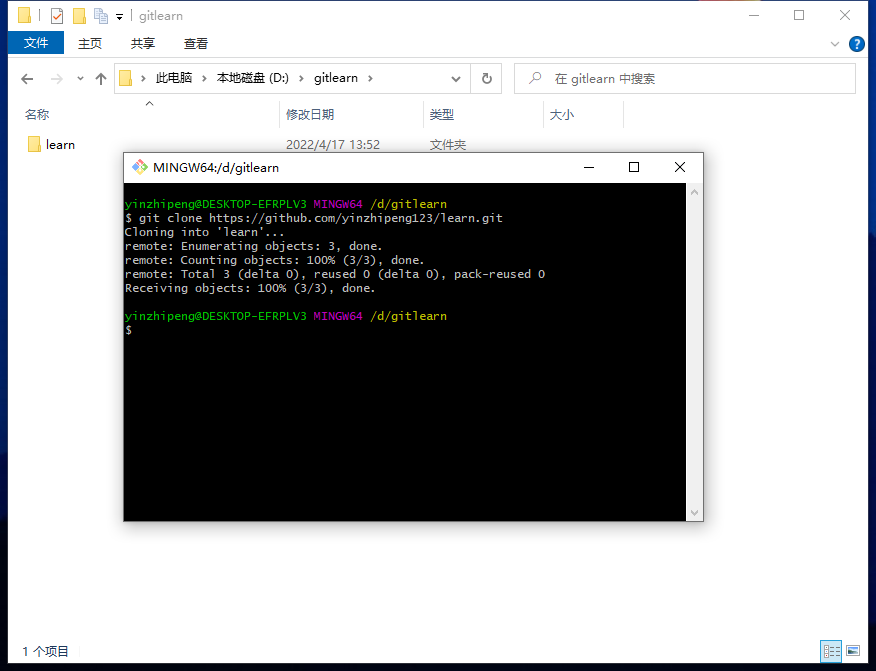 gitlearn
文件 主页 共享 查看
此电脑 本地磁盘 (D:) gitlearn 在 gitlearn 中搜索
名称 修改日期 类型 大小
learn 2022/4/17 13:52 文件夹
MINGW64:/d/gitlearn
yinzhipeng@DESKTOP-EFRPLV3 MINGW64 /d/gitlearn
$ git clone https://github.com/yinzhipeng123/learn.git
Cloning into 'learn'...
remote: Enumerating objects: 3, done.
remote: Counting objects: 100% (3/3), done.
remote: Total 3 (delta 0), reused 0 (delta 0), pack-reused 0
Receiving objects: 100% (3/3), done.
yinzhipeng@DESKTOP-EFRPLV3 MINGW64 /d/gitlearn
$
1 个项目